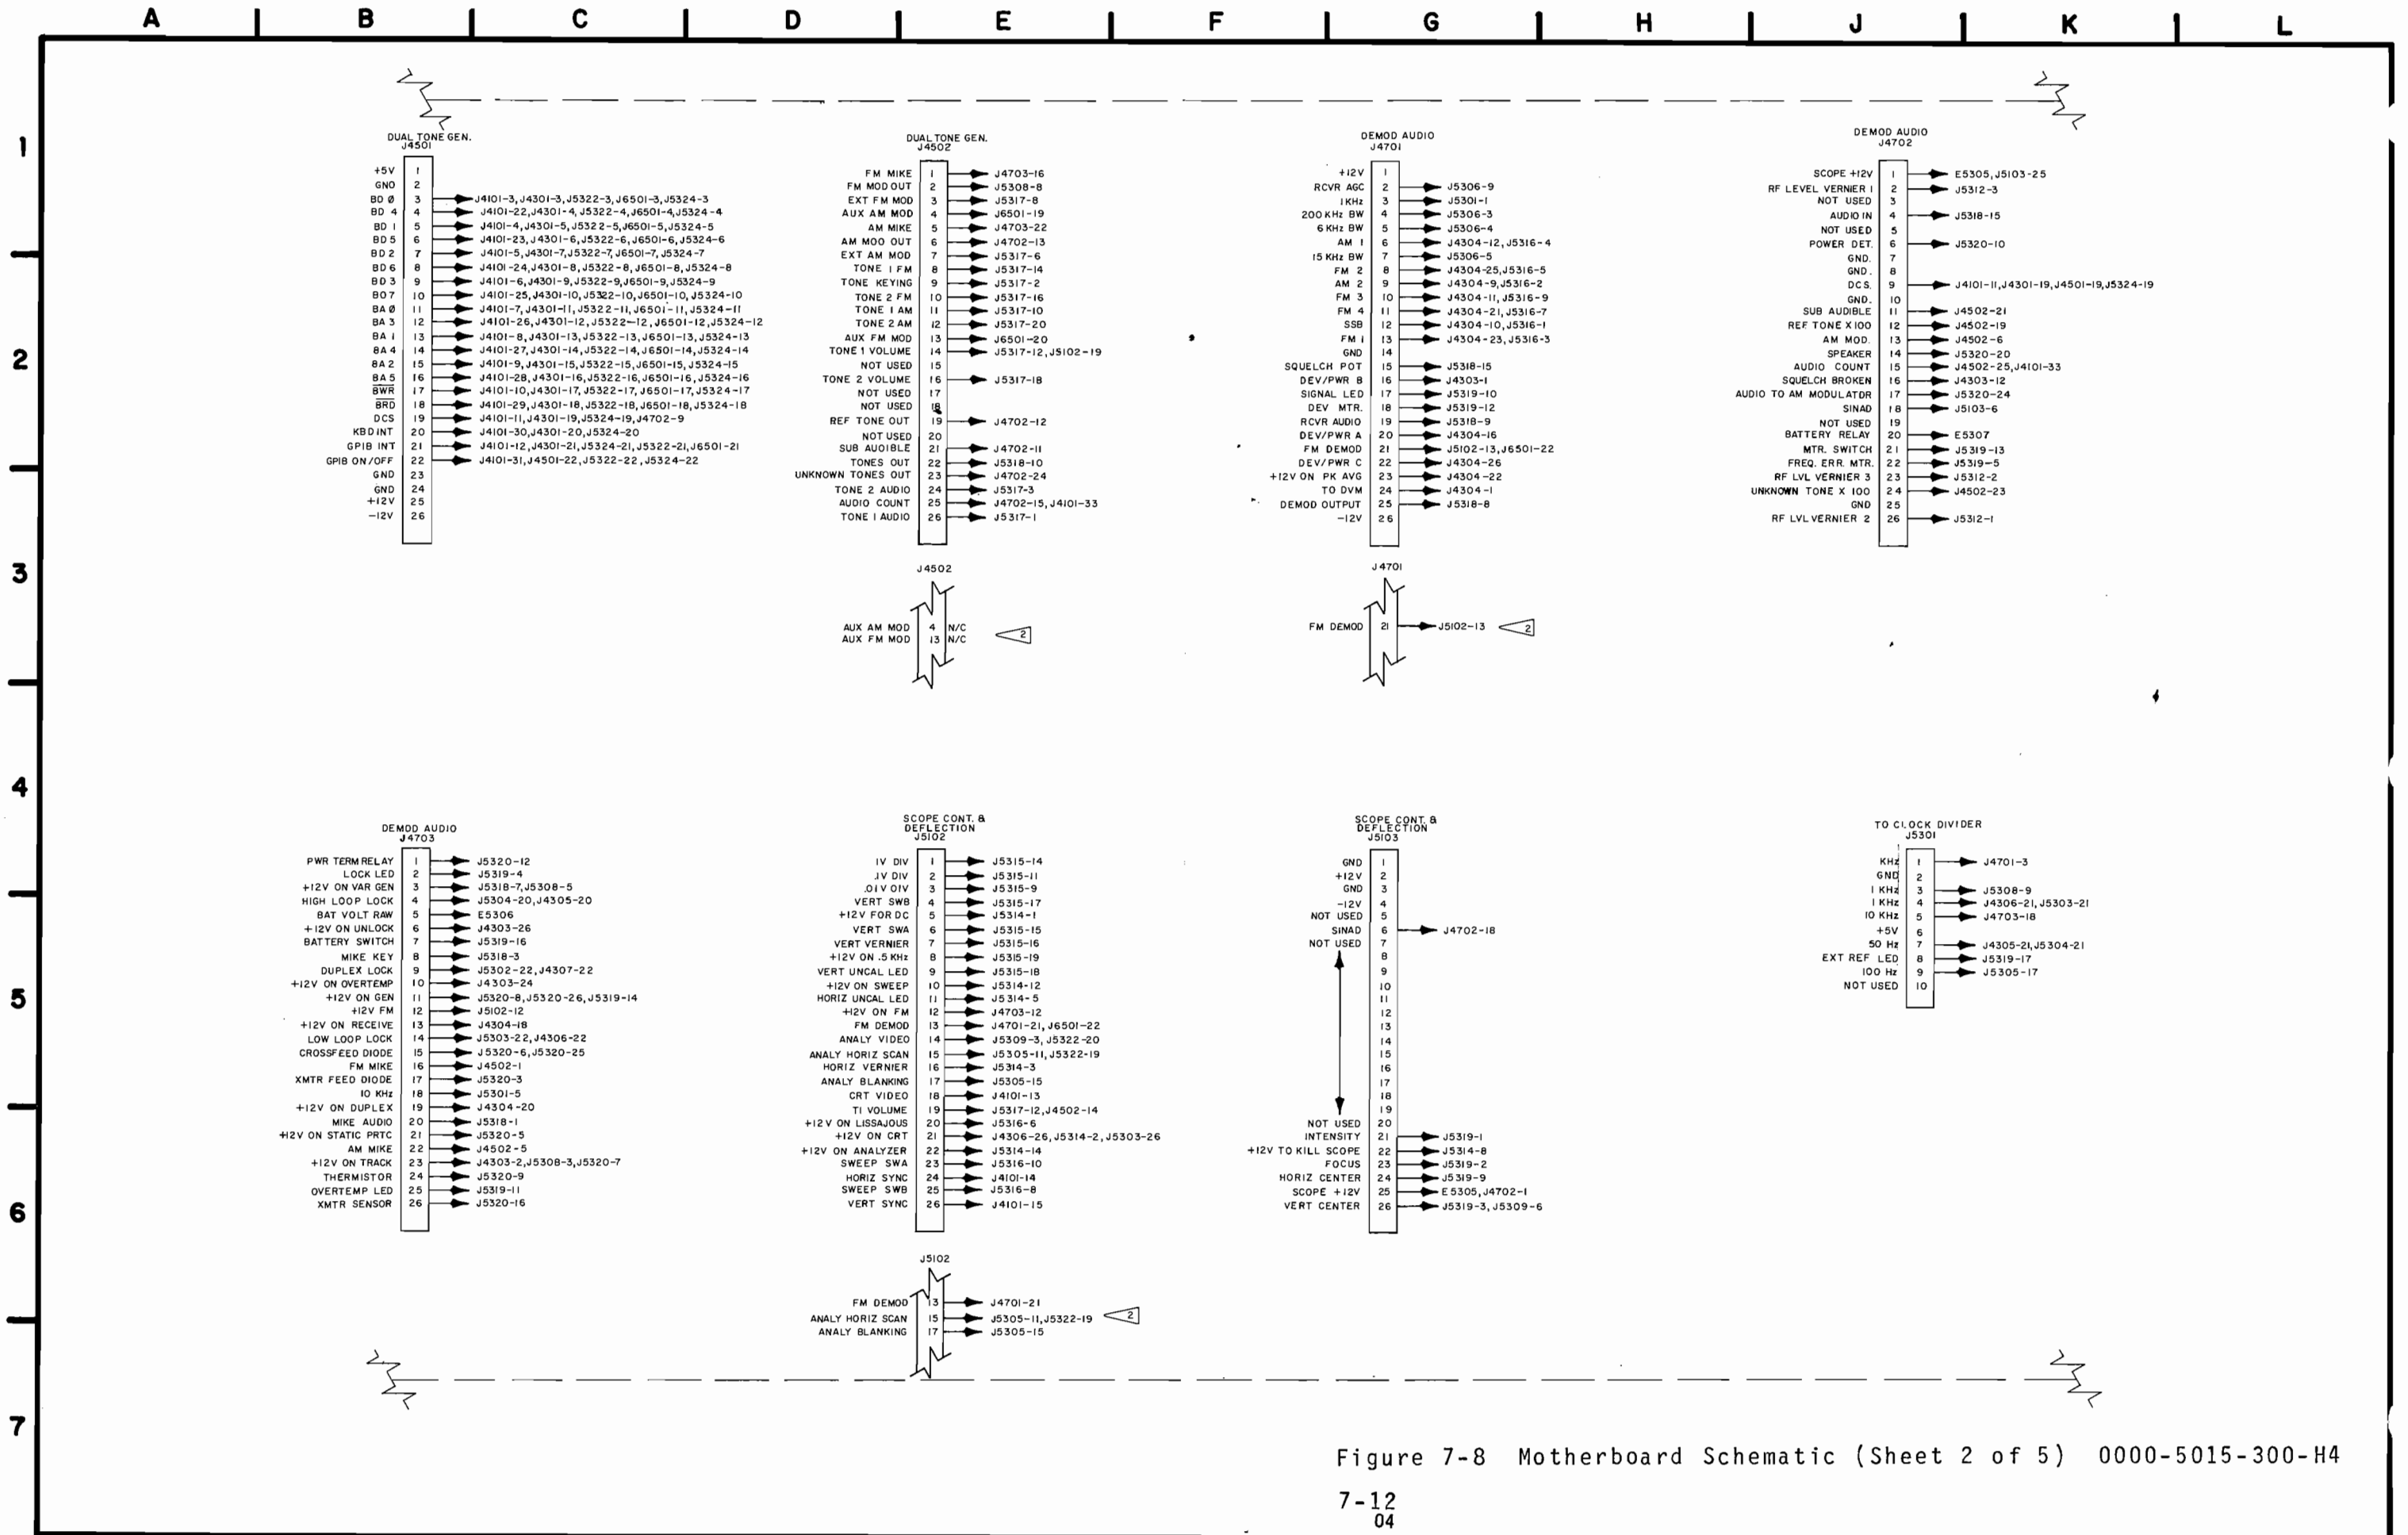 A B C D E F G H J K L
1
2
3
4
5
6
7
DUAL TONE GEN.
J4501
+5V 1
GND 2
BD Ø 3 J4101-3,J4301-3,J5322-3,J6501-3,J5324-3
BD 4 4 J4101-22,J4301-4,J5322-4,J6501-4,J5324-4
BD 1 5 J4101-4,J4301-5,J5322-5,J6501-5,J5324-5
BD 5 6 J4101-23,J4301-6,J5322-6,J6501-6,J5324-6
BD 2 7 J4101-5,J4301-7,J5322-7,J6501-7,J5324-7
BD 6 8 J4101-24,J4301-8,J5322-8,J6501-8,J5324-8
BD 3 9 J4101-6,J4301-9,J5322-9,J6501-9,J5324-9
BD7 10 J4101-25,J4301-10,J5322-10,J6501-10,J5324-10
BA Ø 11 J4101-7,J4301-11,J5322-11,J6501-11,J5324-11
BA 3 12 J4101-26,J4301-12,J5322-12,J6501-12,J5324-12
BA 1 13 J4101-8,J4301-13,J5322-13,J6501-13,J5324-13
BA 4 14 J4101-27,J4301-14,J5322-14,J6501-14,J5324-14
BA 2 15 J4101-9,J4301-15,J5322-15,J6501-15,J5324-15
BA 5 16 J4101-28,J4301-16,J5322-16,J6501-16,J5324-16
BWR 17 J4101-10,J4301-17,J5322-17,J6501-17,J5324-17
BRD 18 J4101-29,J4301-18,J5322-18,J6501-18,J5324-18
DCS 19 J4101-11,J4301-19,J5324-19,J4702-9
KBD INT 20 J4101-30,J4301-20,J5324-20
GPIB INT 21 J4101-12,J4301-21,J5324-21,J5322-21,J6501-21
GPIB ON/OFF 22 J4101-31,J4501-22,J5322-22,J5324-22
GND 23
GND 24
+12V 25
-12V 26
DUAL TONE GEN.
J4502
FM MIKE 1 J4703-16
FM MOD OUT 2 J5308-8
EXT FM MOD 3 J5317-8
AUX AM MOD 4 J6501-19
AM MIKE 5 J4703-22
AM MOD OUT 6 J4702-13
EXT AM MOD 7 J5317-6
TONE 1 FM 8 J5317-14
TONE KEYING 9 J5317-2
TONE 2 FM 10 J5317-16
TONE 1 AM 11 J5317-10
TONE 2 AM 12 J5317-20
AUX FM MOD 13 J6501-20
TONE 1 VOLUME 14 J5317-12,J5102-19
NOT USED 15
TONE 2 VOLUME 16 J5317-18
NOT USED 17
NOT USED 18
REF TONE OUT 19 J4702-12
NOT USED 20
SUB AUDIBLE 21 J4702-11
TONES OUT 22 J5318-10
UNKNOWN TONES OUT 23 J4702-24
TONE 2 AUDIO 24 J5317-3
AUDIO COUNT 25 J4702-15,J4101-33
TONE 1 AUDIO 26 J5317-1
J4502
AUX AM MOD 4 N/C
AUX FM MOD 13 N/C
2
DEMOD AUDIO
J4701
+12V 1
RCVR AGC 2 J5306-9
1KHz 3 J5301-1
200 KHz BW 4 J5306-3
6 KHz BW 5 J5306-4
AM 1 6 J4304-12,J5316-4
15 KHz BW 7 J5306-5
FM 2 8 J4304-25,J5316-5
AM 2 9 J4304-9,J5316-2
FM 3 10 J4304-11,J5316-9
FM 4 11 J4304-21,J5316-7
SSB 12 J4304-10,J5316-1
FM 1 13 J4304-23,J5316-3
GND 14
SQUELCH POT 15 J5318-15
DEV/PWR B 16 J4303-1
SIGNAL LED 17 J5319-10
DEV MTR. 18 J5319-12
RCVR AUDIO 19 J5318-9
DEV/PWR A 20 J4304-16
FM DEMOD 21 J5102-13,J6501-22
DEV/PWR C 22 J4304-26
+12V ON PK AVG 23 J4304-22
TO DVM 24 J4304-1
DEMOD OUTPUT 25 J5318-8
-12V 26
J4701
FM DEMOD 21 J5102-13 2
DEMOD AUDIO
J4702
SCOPE +12V 1 E5305,J5103-25
RF LEVEL VERNIER 1 2 J5312-3
NOT USED 3
AUDIO IN 4 J5318-15
NOT USED 5
POWER DET. 6 J5320-10
GND. 7
GND. 8
DCS. 9 J4101-11,J4301-19,J4501-19,J5324-19
GND. 10
SUB AUDIBLE 11 J4502-21
REF TONE X100 12 J4502-19
AM MOD. 13 J4502-6
SPEAKER 14 J5320-20
AUDIO COUNT 15 J4502-25,J4101-33
SQUELCH BROKEN 16 J4303-12
AUDIO TO AM MODULATOR 17 J5320-24
SINAD 18 J5103-6
NOT USED 19
BATTERY RELAY 20 E5307
MTR. SWITCH 21 J5319-13
FREQ. ERR. MTR. 22 J5319-5
RF LVL VERNIER 3 23 J5312-2
UNKNOWN TONE X 100 24 J4502-23
GND 25
RF LVL VERNIER 2 26 J5312-1
DEMOD AUDIO
J4703
PWR TERM RELAY 1 J5320-12
LOCK LED 2 J5319-4
+12V ON VAR GEN 3 J5318-7,J5308-5
HIGH LOOP LOCK 4 J5304-20,J4305-20
BAT VOLT RAW 5 E5306
+12V ON UNLOCK 6 J4303-26
BATTERY SWITCH 7 J5319-16
MIKE KEY 8 J5318-3
DUPLEX LOCK 9 J5302-22,J4307-22
+12V ON OVERTEMP 10 J4303-24
+12V ON GEN 11 J5320-8,J5320-26,J5319-14
+12V FM 12 J5102-12
+12V ON RECEIVE 13 J4304-18
LOW LOOP LOCK 14 J5303-22,J4306-22
CROSSFEED DIODE 15 J5320-6,J5320-25
FM MIKE 16 J4502-1
XMTR FEED DIODE 17 J5320-3
10 KHz 18 J5301-5
+12V ON DUPLEX 19 J4304-20
MIKE AUDIO 20 J5318-1
+12V ON STATIC PRTC 21 J5320-5
AM MIKE 22 J4502-5
+12V ON TRACK 23 J4303-2,J5308-3,J5320-7
THERMISTOR 24 J5320-9
OVERTEMP LED 25 J5319-11
XMTR SENSOR 26 J5320-16
SCOPE CONT. &
DEFLECTION
J5102
1V DIV 1 J5315-14
.1V DIV 2 J5315-11
.01V DIV 3 J5315-9
VERT SWB 4 J5315-17
+12V FOR DC 5 J5314-1
VERT SWA 6 J5315-15
VERT VERNIER 7 J5315-16
+12V ON .5 KHz 8 J5315-19
VERT UNCAL LED 9 J5315-18
+12V ON SWEEP 10 J5314-12
HORIZ UNCAL LED 11 J5314-5
+12V ON FM 12 J4703-12
FM DEMOD 13 J4701-21, J6501-22
ANALY VIDEO 14 J5309-3, J5322-20
ANALY HORIZ SCAN 15 J5305-11,J5322-19
HORIZ VERNIER 16 J5314-3
ANALY BLANKING 17 J5305-15
CRT VIDEO 18 J4101-13
T1 VOLUME 19 J5317-12,J4502-14
+12V ON LISSAJOUS 20 J5316-6
+12V ON CRT 21 J4306-26,J5314-2,J5303-26
+12V ON ANALYZER 22 J5314-14
SWEEP SWA 23 J5316-10
HORIZ SYNC 24 J4101-14
SWEEP SWB 25 J5316-8
VERT SYNC 26 J4101-15
J5102
FM DEMOD 13 J4701-21
ANALY HORIZ SCAN 15 J5305-11,J5322-19 2
ANALY BLANKING 17 J5305-15
SCOPE CONT. &
DEFLECTION
J5103
GND 1
+12V 2
GND 3
-12V 4
NOT USED 5
SINAD 6 J4702-18
NOT USED 7
8
9
10
11
12
13
14
15
16
17
18
19
NOT USED 20
INTENSITY 21 J5319-1
+12V TO KILL SCOPE 22 J5314-8
FOCUS 23 J5319-2
HORIZ CENTER 24 J5319-9
SCOPE +12V 25 E5305,J4702-1
VERT CENTER 26 J5319-3,J5309-6
TO CLOCK DIVIDER
J5301
KHz 1 J4701-3
GND 2
1 KHz 3 J5308-9
1 KHz 4 J4306-21,J5303-21
10 KHz 5 J4703-18
+5V 6
50 Hz 7 J4305-21,J5304-21
EXT REF LED 8 J5319-17
100 Hz 9 J5305-17
NOT USED 10
Figure 7-8 Motherboard Schematic (Sheet 2 of 5) 0000-5015-300-H4
7-12
04